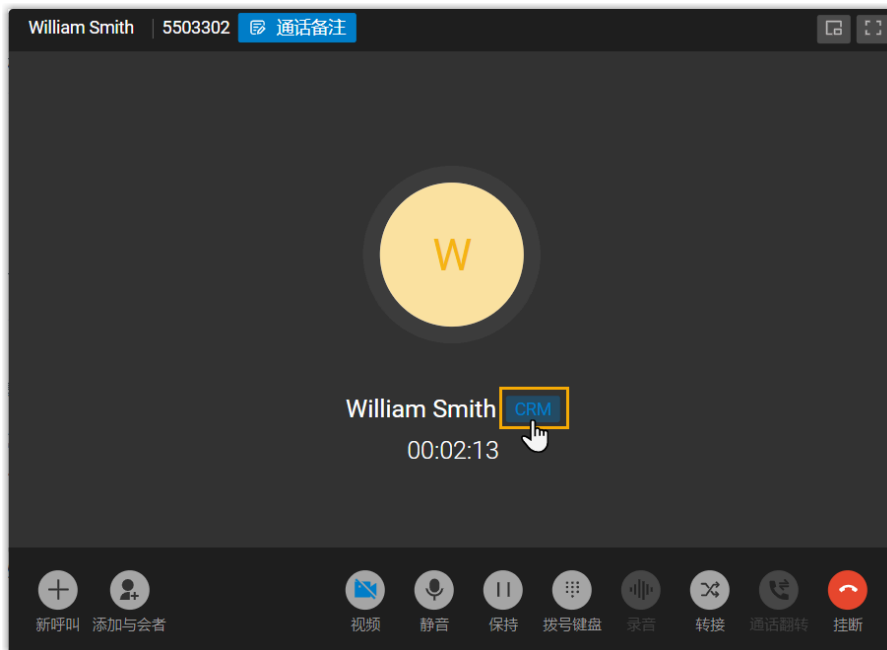 William Smith 5503302 通话备注
W
William Smith CRM
00:02:13
新呼叫 添加与会者 视频 静音 保持 拨号键盘 录音 转接 通话翻转 挂断